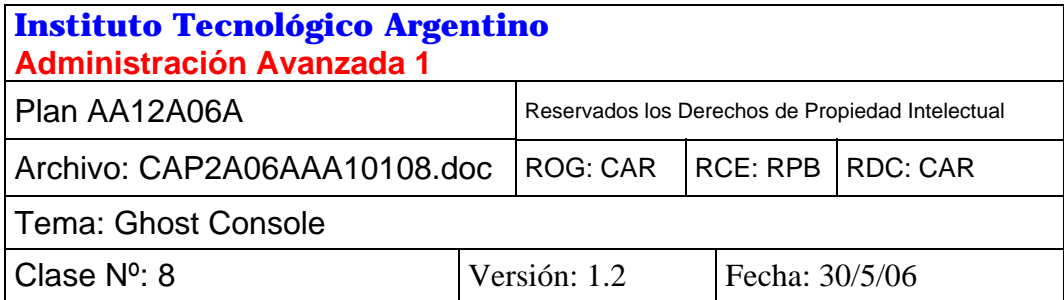 Instituto Tecnológico Argentino
Administración Avanzada 1
Plan AA12A06A
Reservados los Derechos de Propiedad Intelectual
Archivo: CAP2A06AAA10108.doc
ROG: CAR
RCE: RPB
RDC: CAR
Tema: Ghost Console
Clase Nº: 8
Versión: 1.2
Fecha: 30/5/06